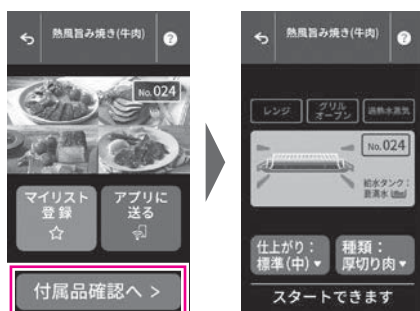 熱風旨み焼き(牛肉)
?
No.024
マイリスト
登録
アプリに
送る
付属品確認へ >
熱風旨み焼き(牛肉)
?
レンジ
グリル
オーブン
過熱水蒸気
No.024
給水タンク:
要満水
仕上がり:
標準(中)▼
種類:
厚切り肉▼
スタートできます